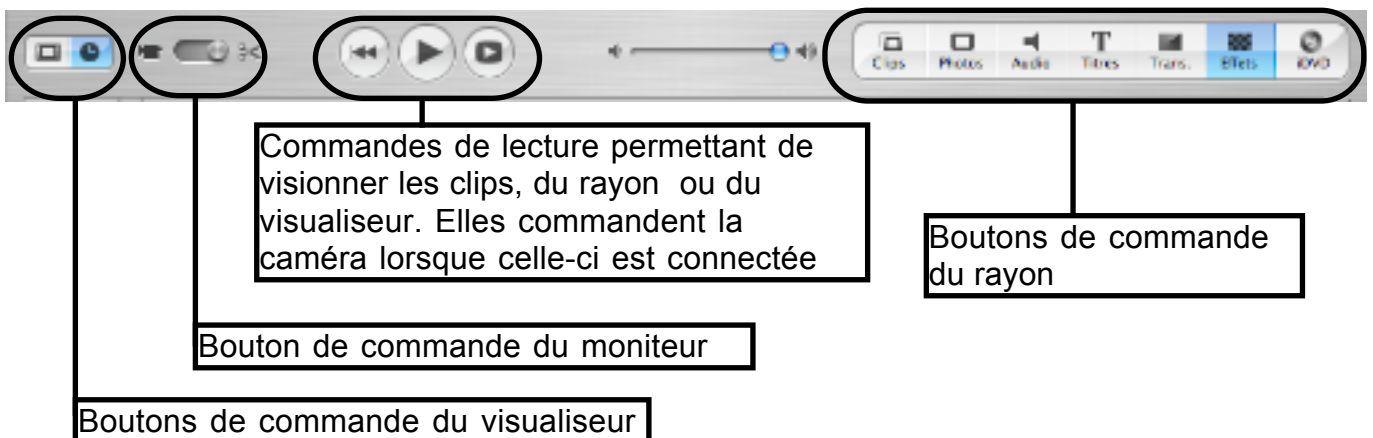 Clips Photos Audio Titres Trans. Effets iDVD
Commandes de lecture permettant de
visionner les clips, du rayon ou du
visualiseur. Elles commandent la
caméra lorsque celle-ci est connectée
Boutons de commande
du rayon
Bouton de commande du moniteur
Boutons de commande du visualiseur